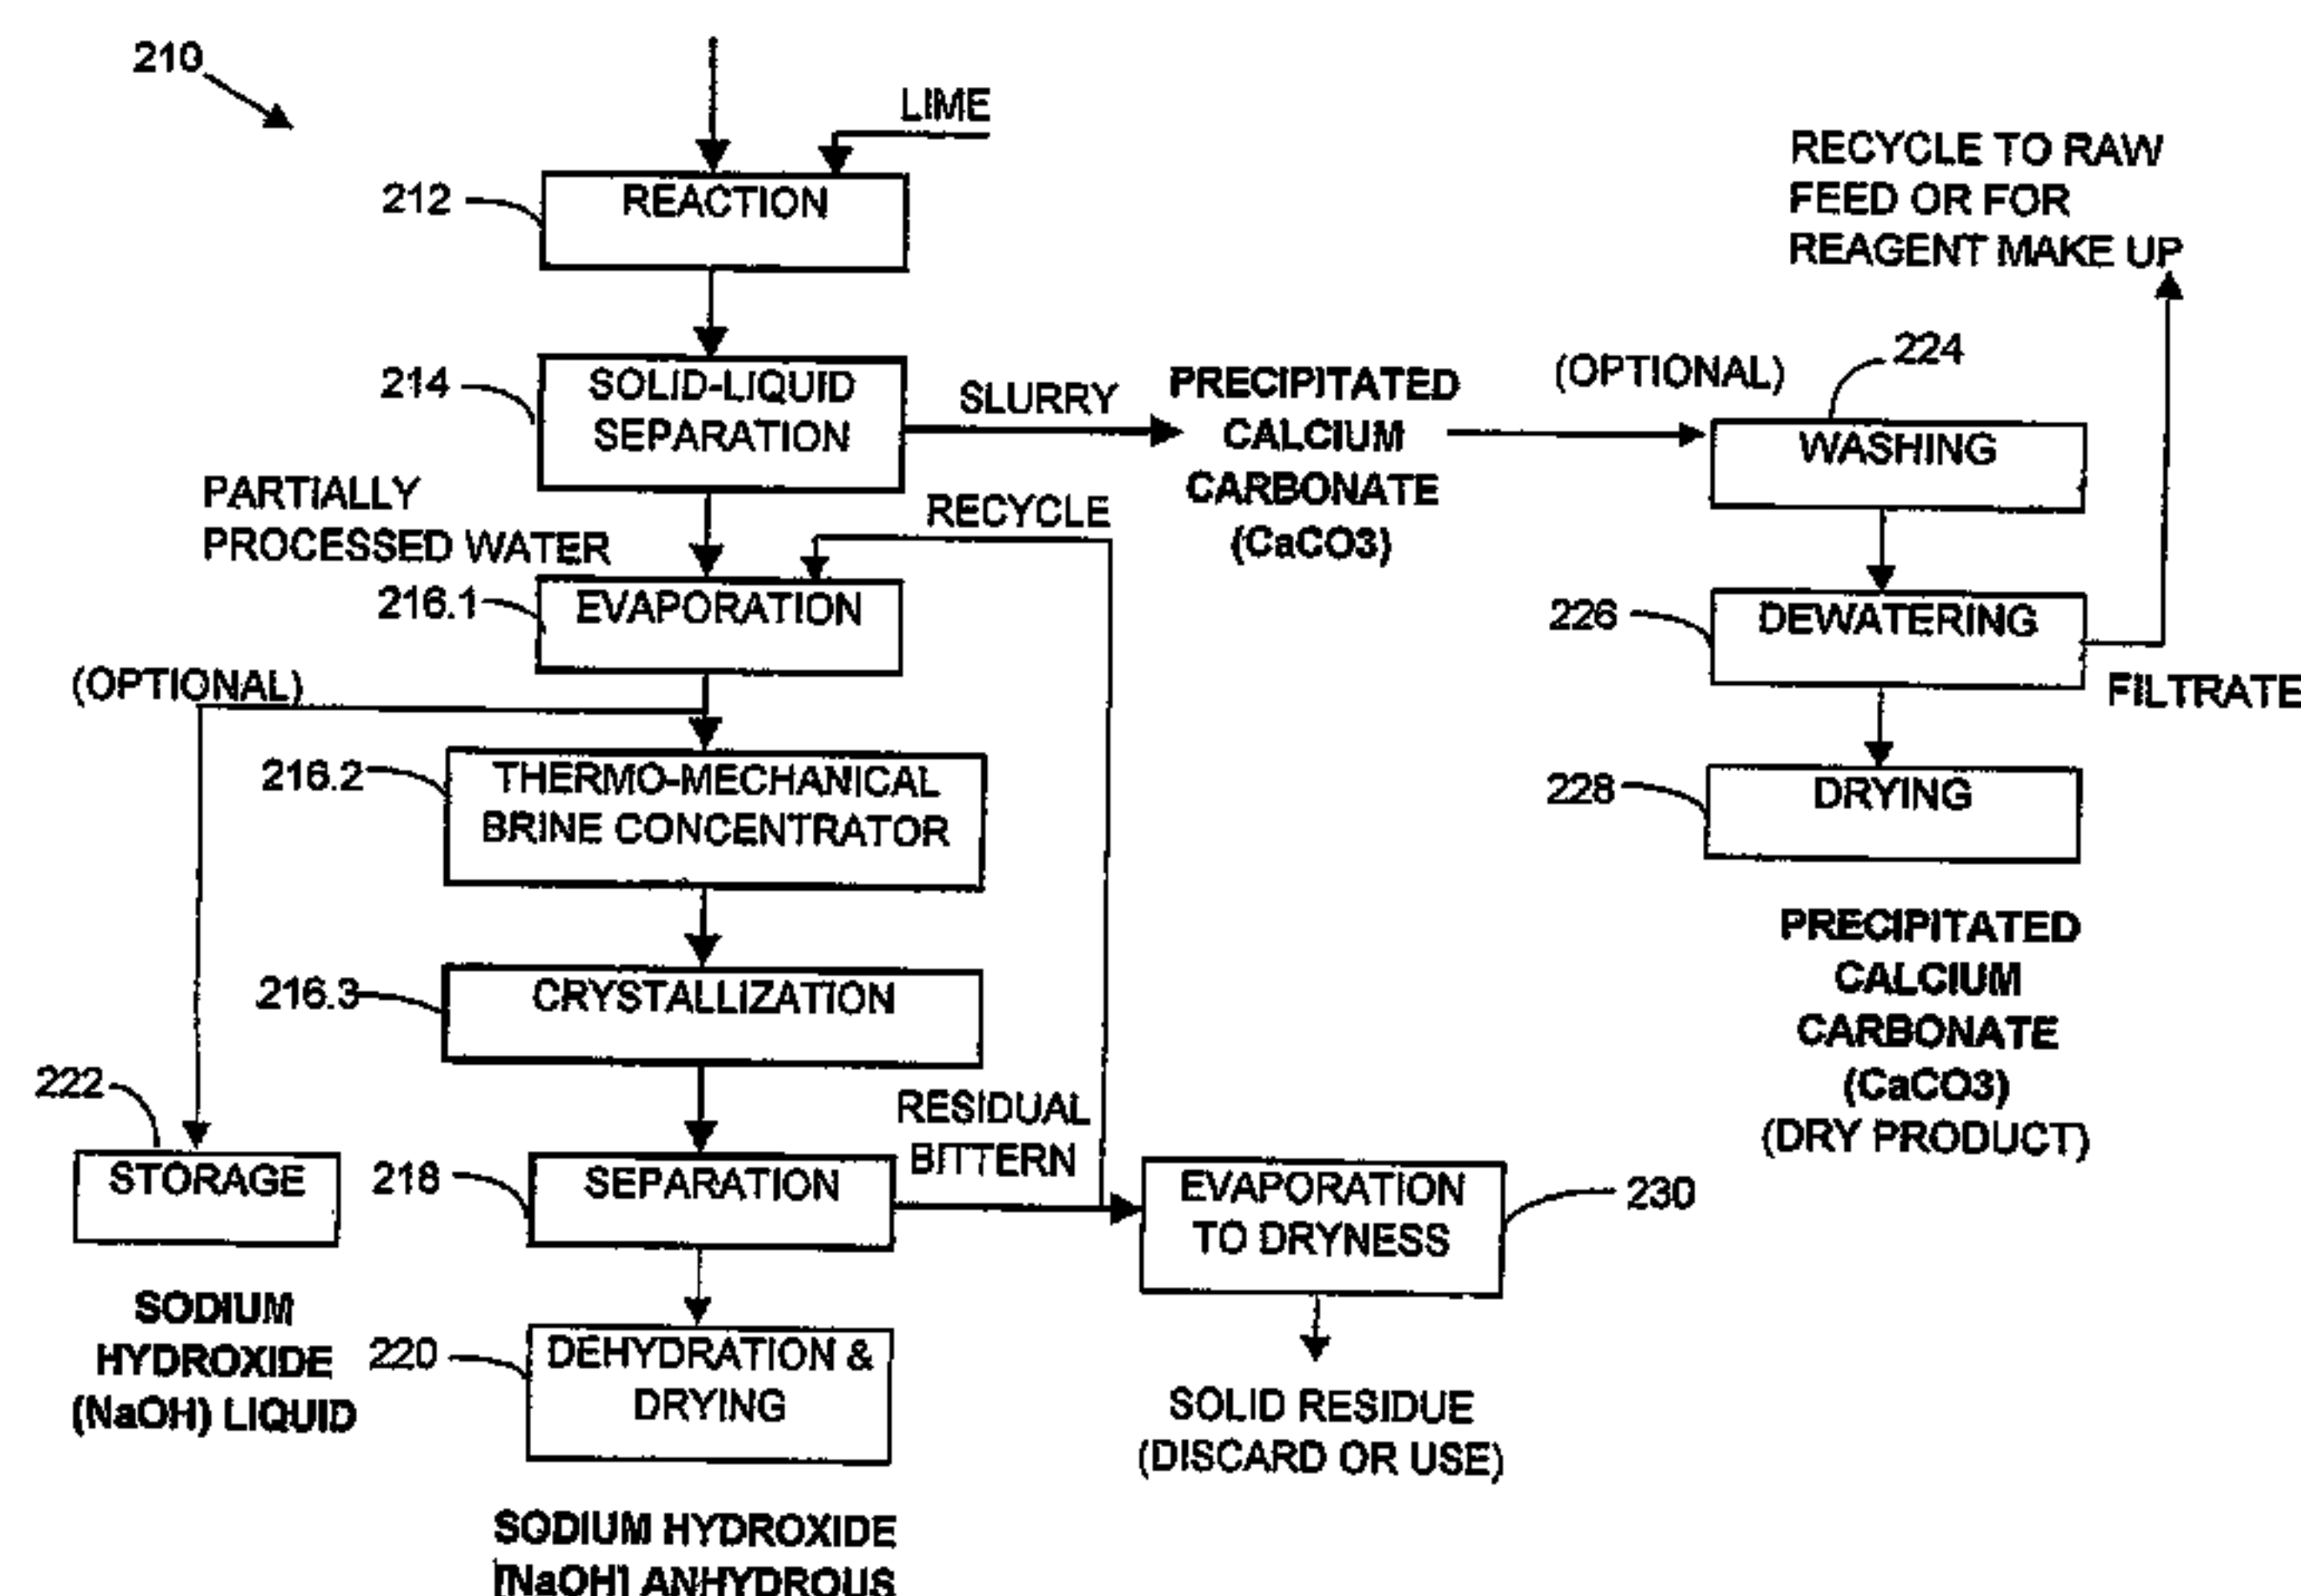 210
LIME
212
REACTION
RECYCLE TO RAW
FEED OR FOR
REAGENT MAKE UP
214
SOLID-LIQUID
SEPARATION
SLURRY
PRECIPITATED
CALCIUM
CARBONATE
(CaCO3)
(OPTIONAL)
224
WASHING
PARTIALLY
PROCESSED WATER
RECYCLE
216.1
EVAPORATION
226
DEWATERING
FILTRATE
(OPTIONAL)
216.2
THERMO-MECHANICAL
BRINE CONCENTRATOR
228
DRYING
PRECIPITATED
CALCIUM
CARBONATE
(CaCO3)
(DRY PRODUCT)
216.3
CRYSTALLIZATION
222
STORAGE
SODIUM
HYDROXIDE
(NaOH) LIQUID
218
SEPARATION
RESIDUAL
BITTERN
EVAPORATION
TO DRYNESS
230
220
DEHYDRATION &
DRYING
SOLID RESIDUE
(DISCARD OR USE)
SODIUM HYDROXIDE
[NaOH] ANHYDROUS